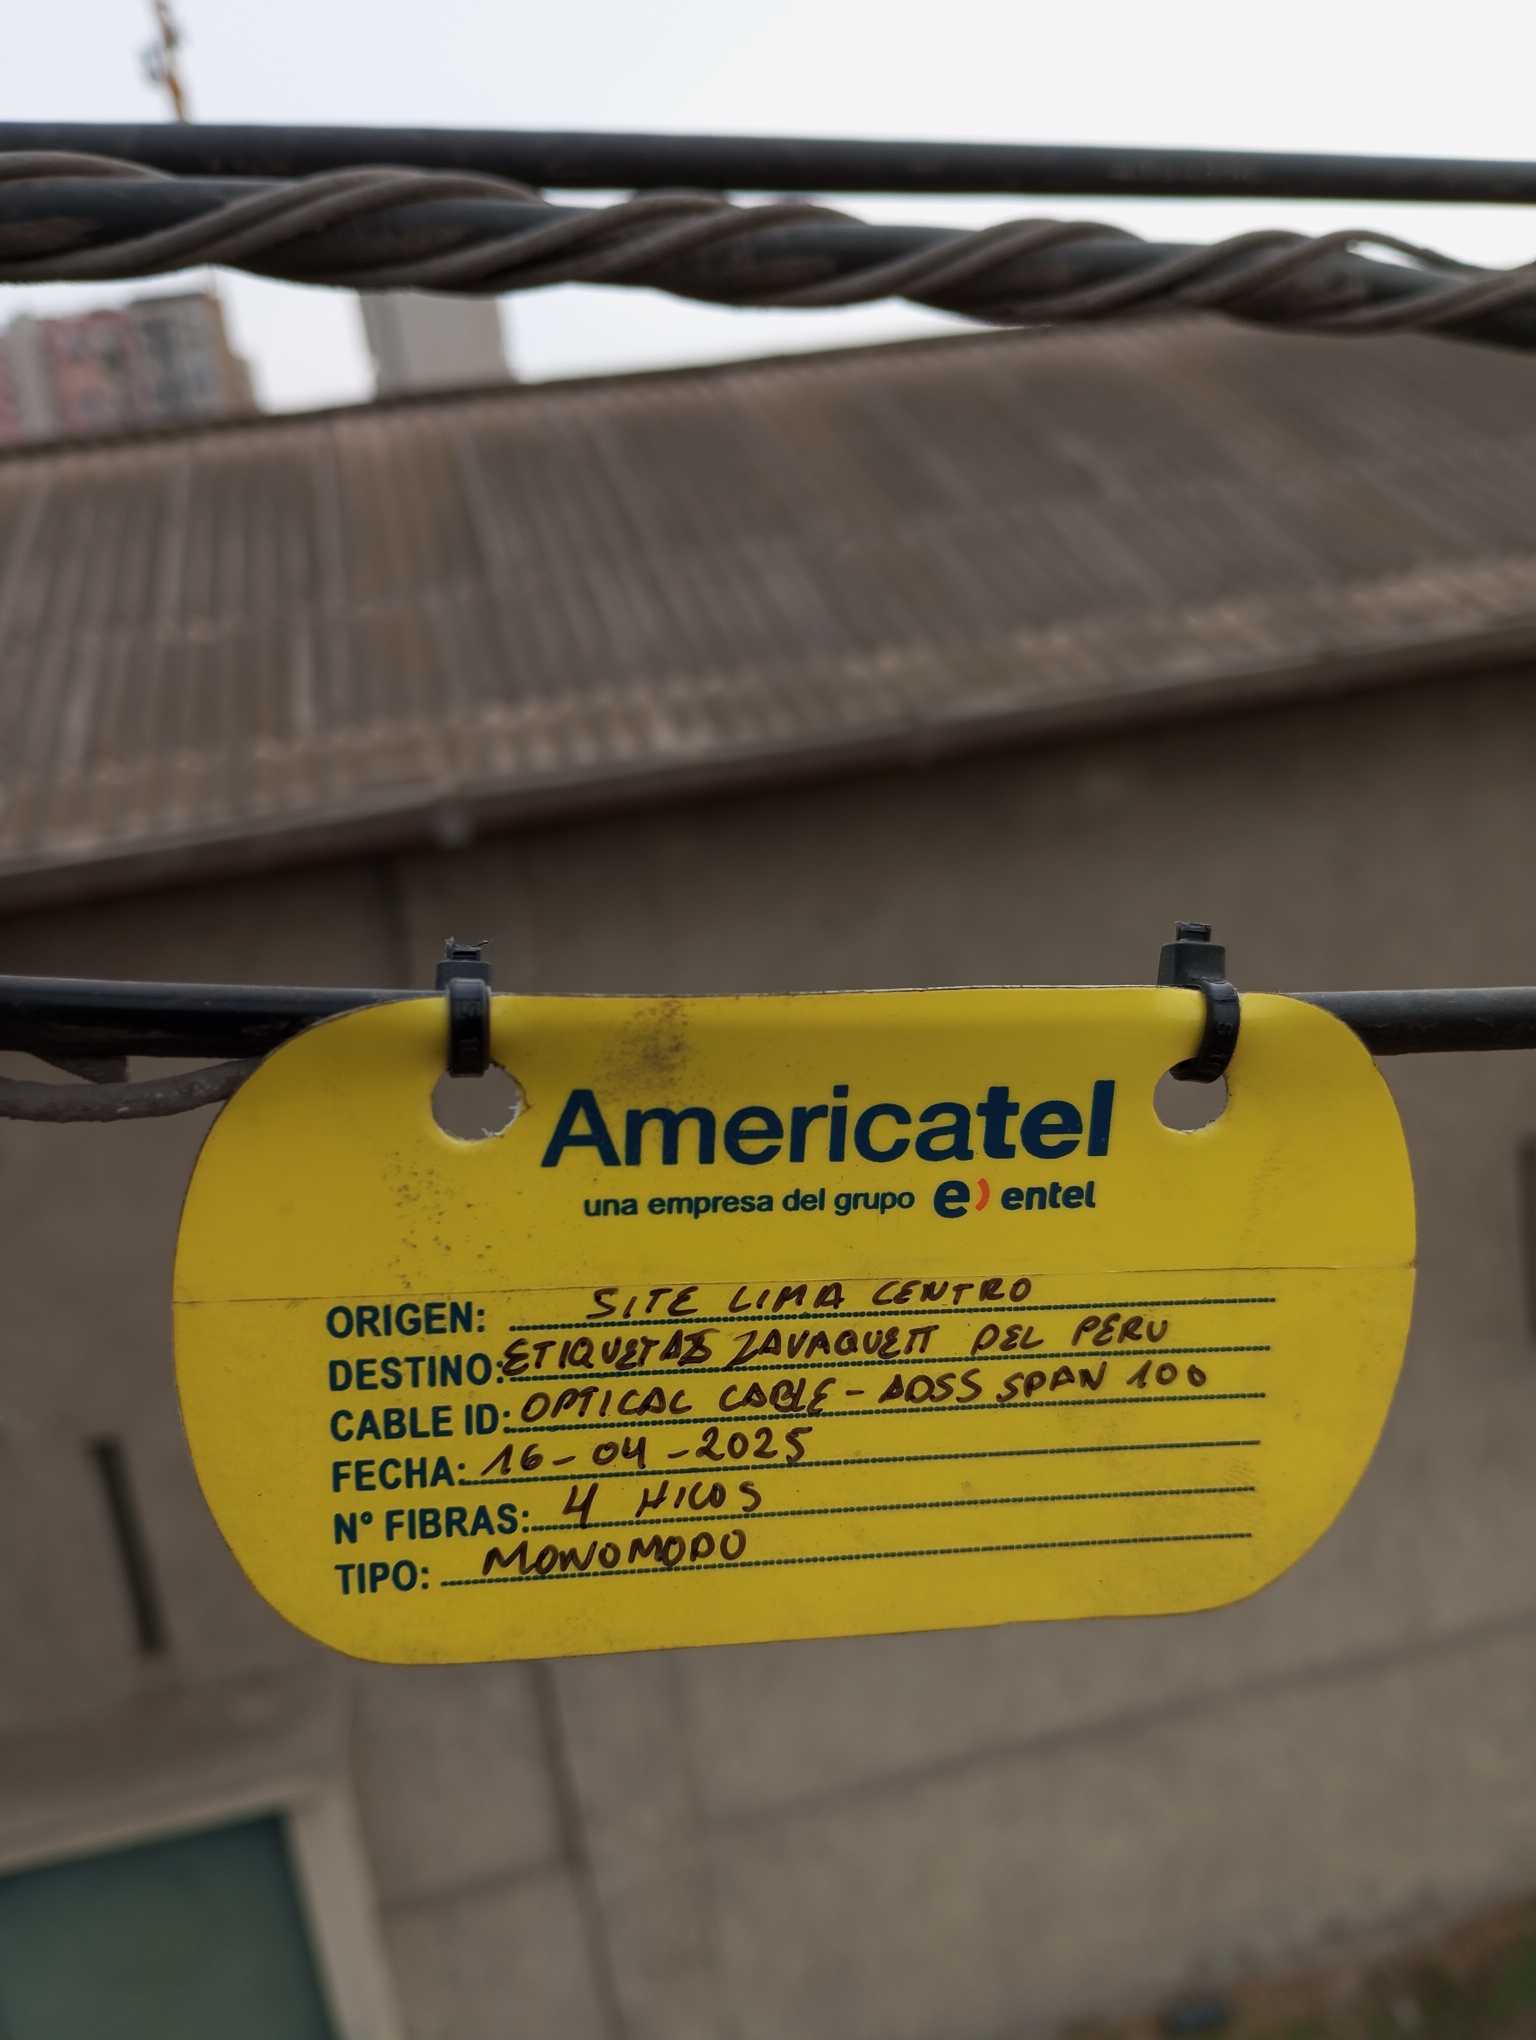 Americatel
una empresa del grupo e) entel
ORIGEN: SITE LIMA CENTRO
DESTINO: ETIQUETAS ZAVAQUETT DEL PERU
CABLE ID: OPTICAL CABLE - ADSS SPAN 100
FECHA: 16-04-2025
N° FIBRAS: 4 HILOS
TIPO: MONOMODO